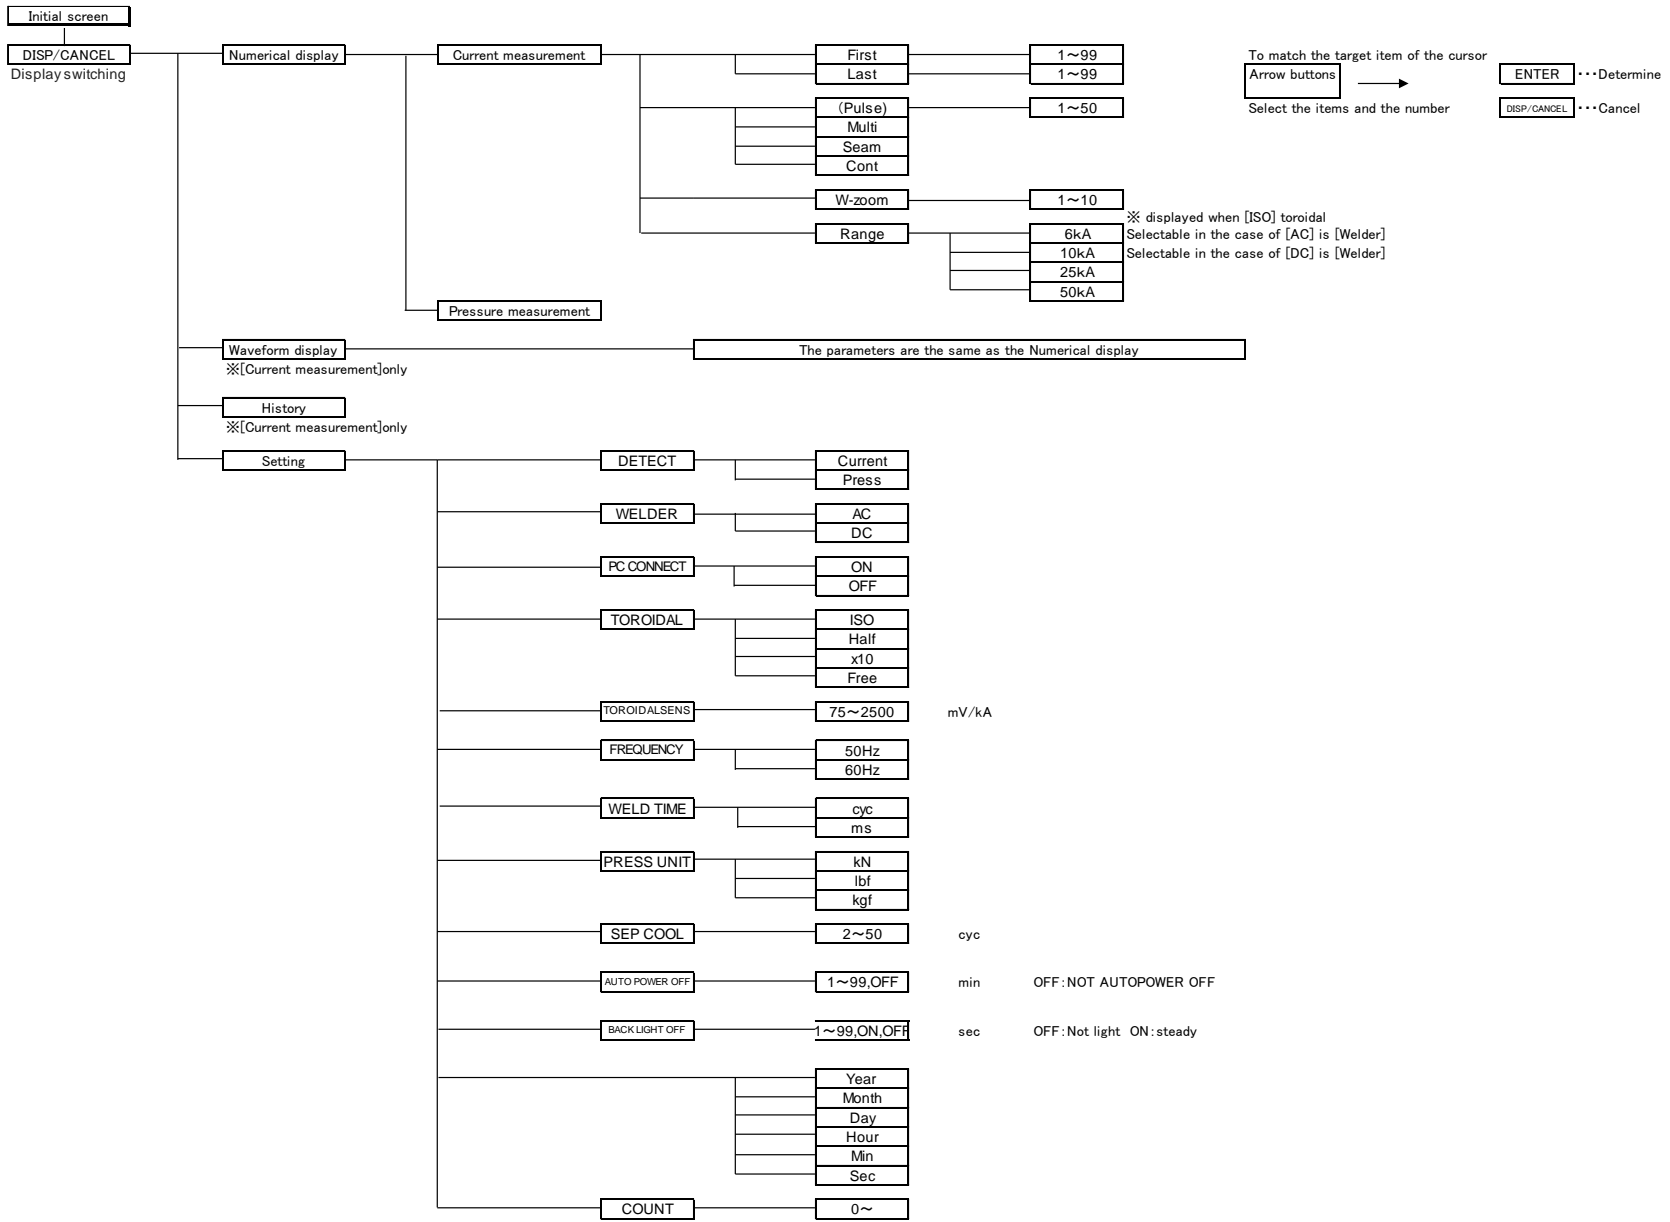 Initial screen
DISP/CANCEL
Display switching
Numerical display
Current measurement
First
1～99
Last
1～99
(Pulse)
1～50
Multi
Seam
Cont
W-zoom
1～10
※ displayed when [ISO] toroidal
Range
6kA
Selectable in the case of [AC] is [Welder]
10kA
Selectable in the case of [DC] is [Welder]
25kA
50kA
To match the target item of the cursor
Arrow buttons
ENTER
･･･Determine
Select the items and the number
DISP/CANCEL
･･･Cancel
Pressure measurement
Waveform display
The parameters are the same as the Numerical display
※[Current measurement]only
History
※[Current measurement]only
Setting
DETECT
Current
Press
WELDER
AC
DC
PC CONNECT
ON
OFF
TOROIDAL
ISO
Half
x10
Free
TOROIDALSENS
75～2500
mV/kA
FREQUENCY
50Hz
60Hz
WELD TIME
cyc
ms
PRESS UNIT
kN
lbf
kgf
SEP COOL
2～50
cyc
AUTO POWER OFF
1～99,OFF
min
OFF:NOT AUTOPOWER OFF
BACK LIGHT OFF
1～99,ON,OFF
sec
OFF:Not light ON:steady
Year
Month
Day
Hour
Min
Sec
COUNT
0～